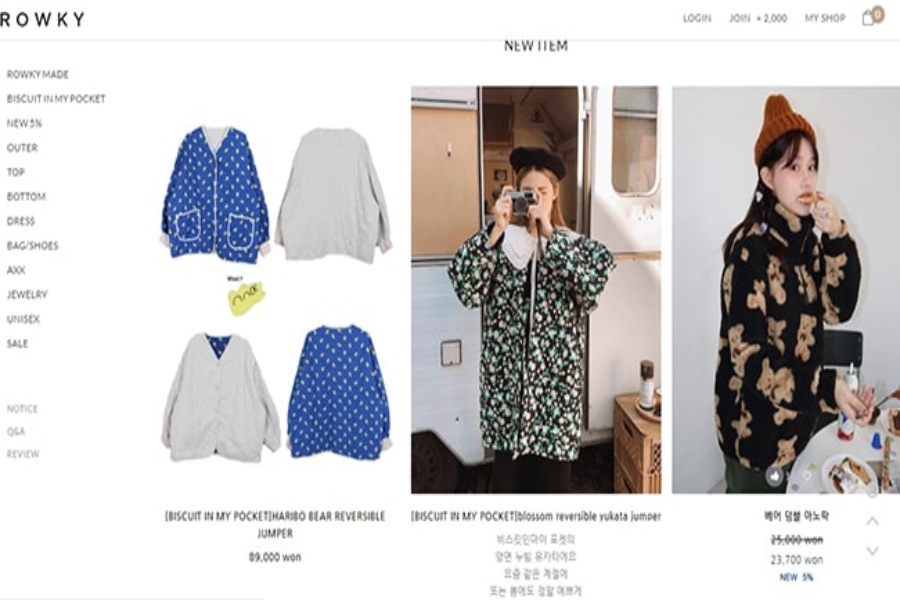 ROWKY
LOGIN JOIN +2,000 MY SHOP 0
NEW ITEM
ROWKY MADE
BISCUIT IN MY POCKET
NEW 5%
OUTER
TOP
BOTTOM
DRESS
BAG/SHOES
AXX
JEWELRY
UNISEX
SALE
NOTICE
Q&A
REVIEW
[BISCUIT IN MY POCKET]HARIBO BEAR REVERSIBLE
JUMPER
89,000 won
[BISCUIT IN MY POCKET]blossom reversible yukata jumper
비스킷인마이 포켓의
양면 누빔 유카타에요
요즘 같은 계절에
또는 봄에도 정말 예쁘게
베어 덤블 아노락
25,000 won
23,700 won
NEW 5%